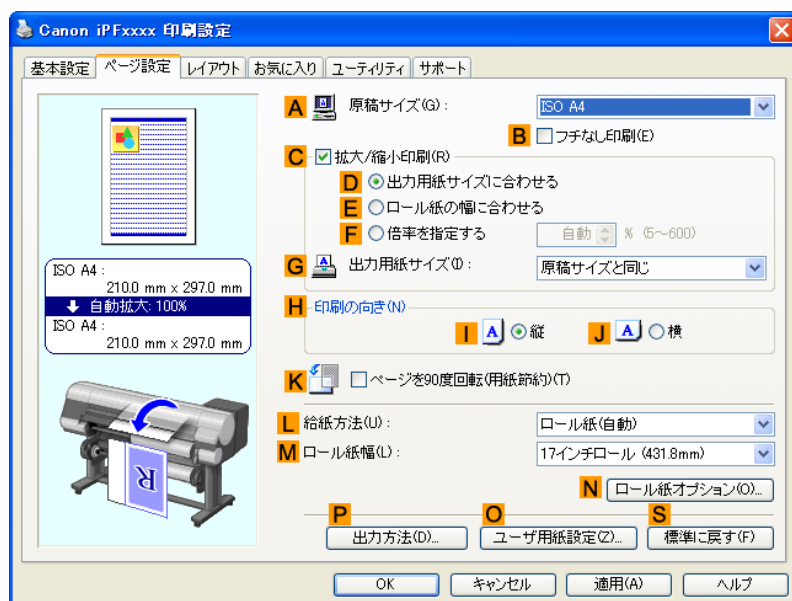 Canon iPFxxxx 印刷設定
基本設定 ページ設定 レイアウト お気に入り ユーティリティ サポート
A 原稿サイズ(G) : ISO A4
B フチなし印刷(E)
C 拡大/縮小印刷(R)
D 出力用紙サイズに合わせる
E ロール紙の幅に合わせる
F 倍率を指定する 自動 % (5～600)
G 出力用紙サイズ(I) : 原稿サイズと同じ
ISO A4 :
210.0 mm x 297.0 mm
自動拡大: 100%
ISO A4 :
210.0 mm x 297.0 mm
H 印刷の向き(N)
I A 縦 J A 横
K ページを90度回転(用紙節約)(T)
R
L 給紙方法(U) : ロール紙(自動)
M ロール紙幅(L) : 17インチロール (431.8mm)
N ロール紙オプション(O)...
P O S
出力方法(D)... ユーザ用紙設定(Z)... 標準に戻す(F)
OK キャンセル 適用(A) ヘルプ